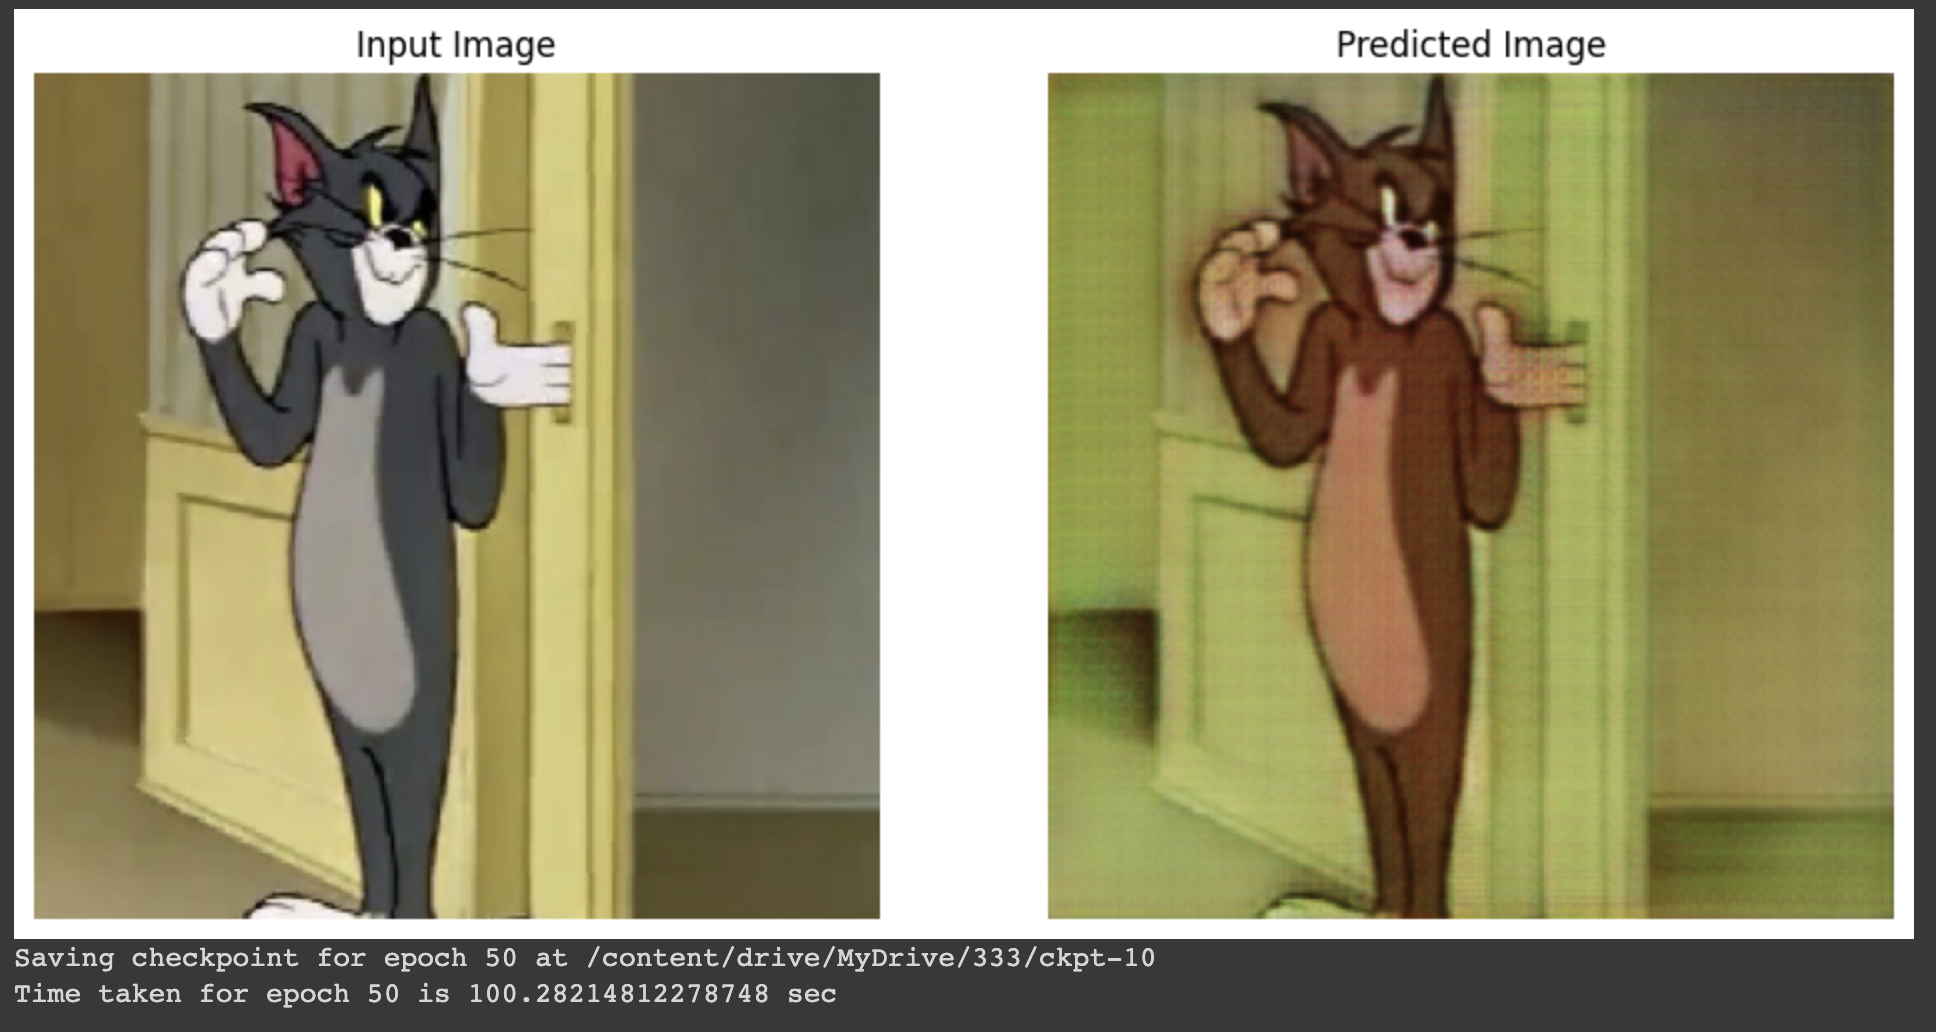 Input Image
Predicted Image
Saving checkpoint for epoch 50 at /content/drive/MyDrive/333/ckpt-10
Time taken for epoch 50 is 100.28214812278748 sec